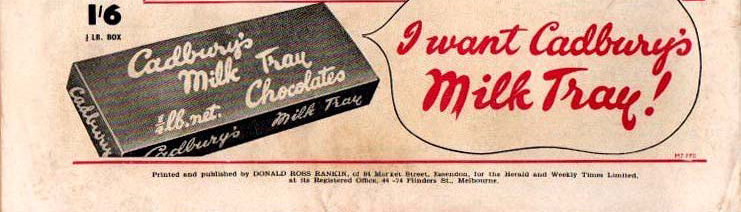 1'6
½ LB. BOX
Cadbury's
Milk Tray
Chocolates
½lb. net.
Cadbury's
Cadbury's Milk Tray
I want Cadbury's
Milk Tray!
Printed and published by DONALD ROSS RANKIN, of 84 Market Street, Essendon, for the Herald and Weekly Times Limited,
at its Registered Office, 44-74 Flinders St., Melbourne.